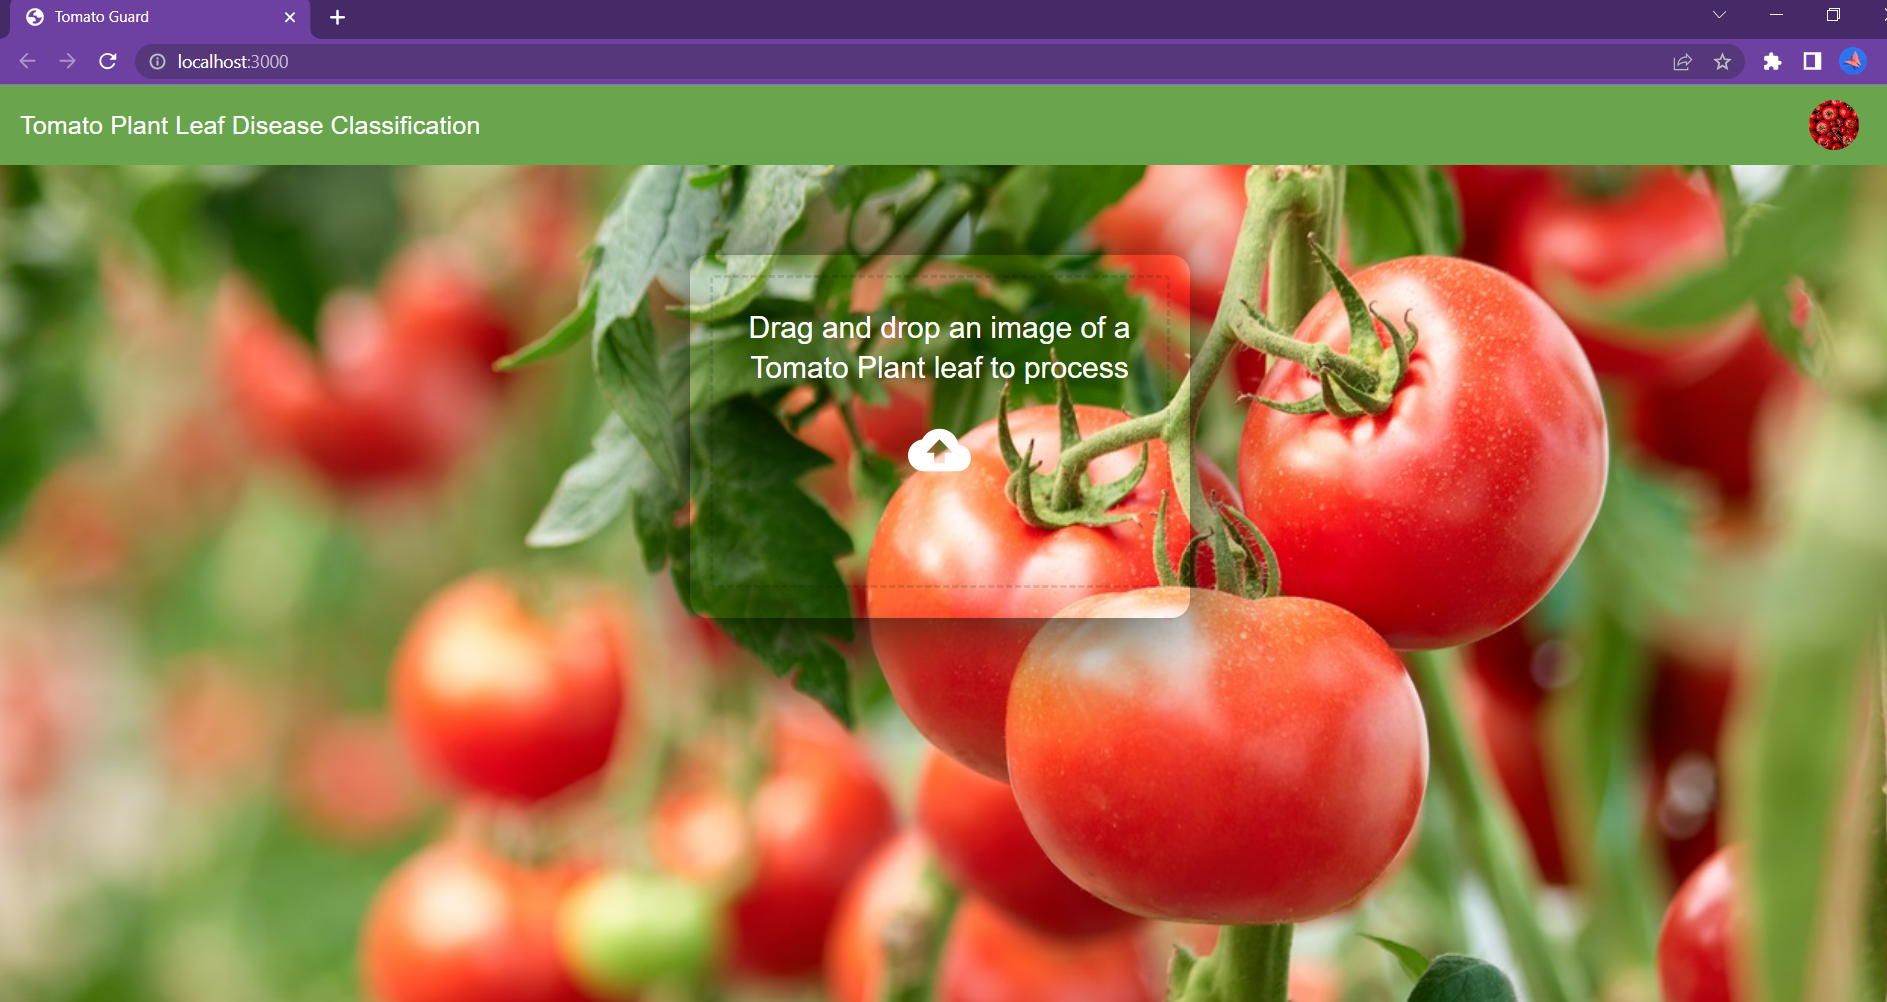 Tomato Guard
localhost:3000
Tomato Plant Leaf Disease Classification
Drag and drop an image of a
Tomato Plant leaf to process